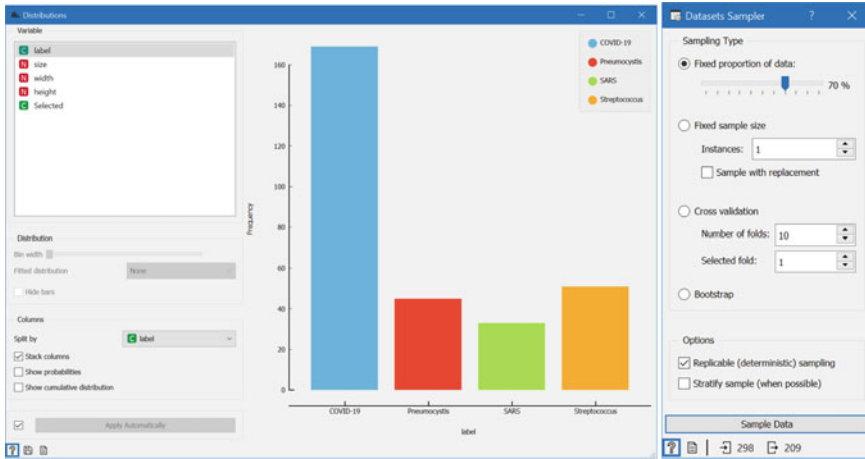 Distributions
Variable
C label
N size
N width
N height
C Selected
Distribution
Bin width
Fitted distribution None
Hide bars
Columns
Split by C label
Stack columns
Show probabilities
Show cumulative distribution
Apply Automatically
?
Frequency
160
140
120
100
80
60
40
20
0
COVID-19 Pneumocystis SARS Streptococcus
label
COVID-19
Pneumocystis
SARS
Streptococcus
Datasets Sampler ?
Sampling Type
Fixed proportion of data:
70 %
Fixed sample size
Instances: 1
Sample with replacement
Cross validation
Number of folds: 10
Selected fold: 1
Bootstrap
Options
Replicable (deterministic) sampling
Stratify sample (when possible)
Sample Data
? 298 209